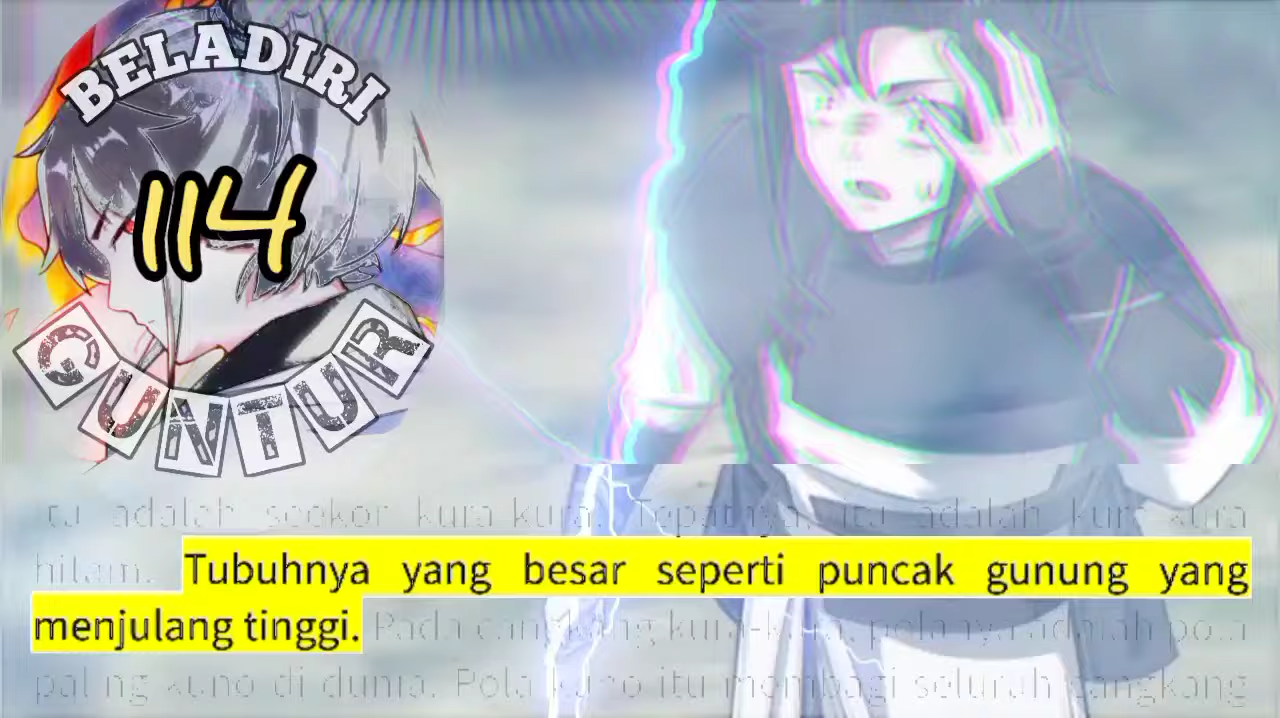 BELADIRI
114
GUNTUR
adalah seekor kura-kura. Tepatnya, itu adalah kura-kura
hitam. Tubuhnya yang besar seperti puncak gunung yang
menjulang tinggi. Pada cangkang kura-kura, polanya adalah pola
paling kuno di dunia. Pola kuno itu membagi seluruh cangkang